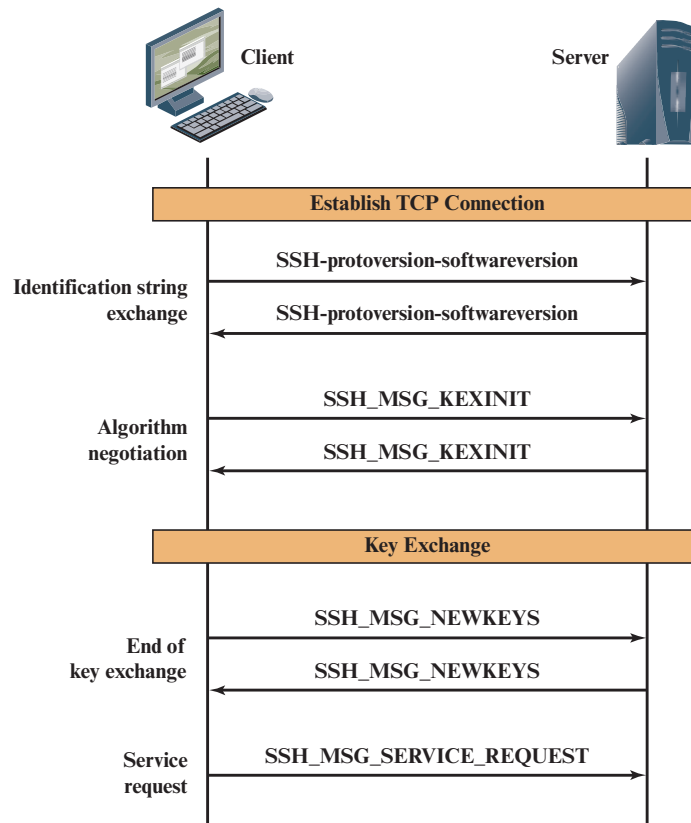 Client
Server
Establish TCP Connection
SSH-protoversion-softwareversion
Identification string
exchange
SSH-protoversion-softwareversion
SSH_MSG_KEXINIT
Algorithm
negotiation
SSH_MSG_KEXINIT
Key Exchange
SSH_MSG_NEWKEYS
End of
key exchange
SSH_MSG_NEWKEYS
Service
request
SSH_MSG_SERVICE_REQUEST